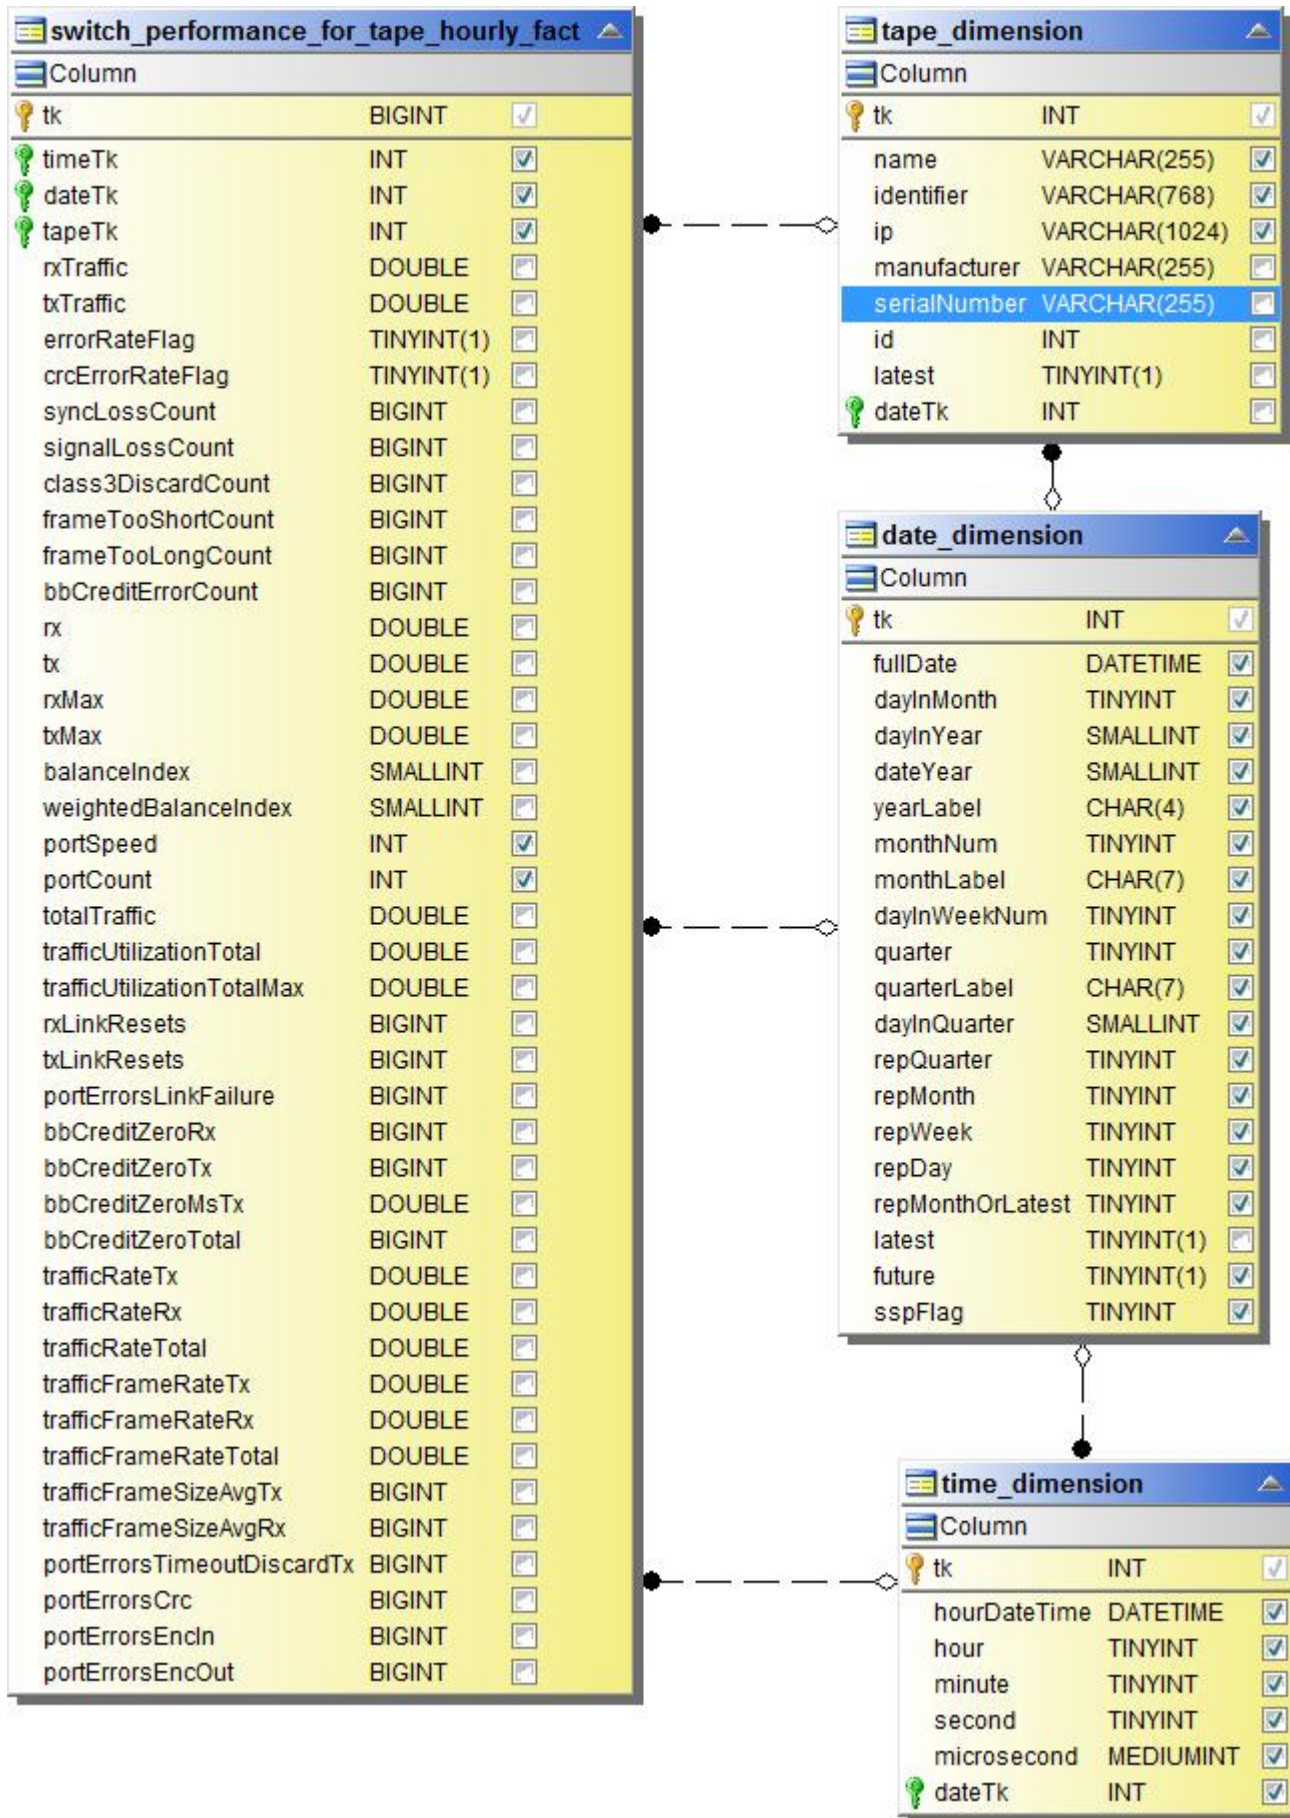 switch_performance_for_tape_hourly_fact
Column
tk BIGINT
timeTk INT
dateTk INT
tapeTk INT
rxTraffic DOUBLE
txTraffic DOUBLE
errorRateFlag TINYINT(1)
crcErrorRateFlag TINYINT(1)
syncLossCount BIGINT
signalLossCount BIGINT
class3DiscardCount BIGINT
frameTooShortCount BIGINT
frameTooLongCount BIGINT
bbCreditErrorCount BIGINT
rx DOUBLE
tx DOUBLE
rxMax DOUBLE
txMax DOUBLE
balanceIndex SMALLINT
weightedBalanceIndex SMALLINT
portSpeed INT
portCount INT
totalTraffic DOUBLE
trafficUtilizationTotal DOUBLE
trafficUtilizationTotalMax DOUBLE
rxLinkResets BIGINT
txLinkResets BIGINT
portErrorsLinkFailure BIGINT
bbCreditZeroRx BIGINT
bbCreditZeroTx BIGINT
bbCreditZeroMsTx DOUBLE
bbCreditZeroTotal BIGINT
trafficRateTx DOUBLE
trafficRateRx DOUBLE
trafficRateTotal DOUBLE
trafficFrameRateTx DOUBLE
trafficFrameRateRx DOUBLE
trafficFrameRateTotal DOUBLE
trafficFrameSizeAvgTx BIGINT
trafficFrameSizeAvgRx BIGINT
portErrorsTimeoutDiscardTx BIGINT
portErrorsCrc BIGINT
portErrorsEncIn BIGINT
portErrorsEncOut BIGINT
tape_dimension
Column
tk INT
name VARCHAR(255)
identifier VARCHAR(768)
ip VARCHAR(1024)
manufacturer VARCHAR(255)
serialNumber VARCHAR(255)
id INT
latest TINYINT(1)
dateTk INT
date_dimension
Column
tk INT
fullDate DATETIME
dayInMonth TINYINT
dayInYear SMALLINT
dateYear SMALLINT
yearLabel CHAR(4)
monthNum TINYINT
monthLabel CHAR(7)
dayInWeekNum TINYINT
quarter TINYINT
quarterLabel CHAR(7)
dayInQuarter SMALLINT
repQuarter TINYINT
repMonth TINYINT
repWeek TINYINT
repDay TINYINT
repMonthOrLatest TINYINT
latest TINYINT(1)
future TINYINT(1)
sspFlag TINYINT
time_dimension
Column
tk INT
hourDateTime DATETIME
hour TINYINT
minute TINYINT
second TINYINT
microsecond MEDIUMINT
dateTk INT